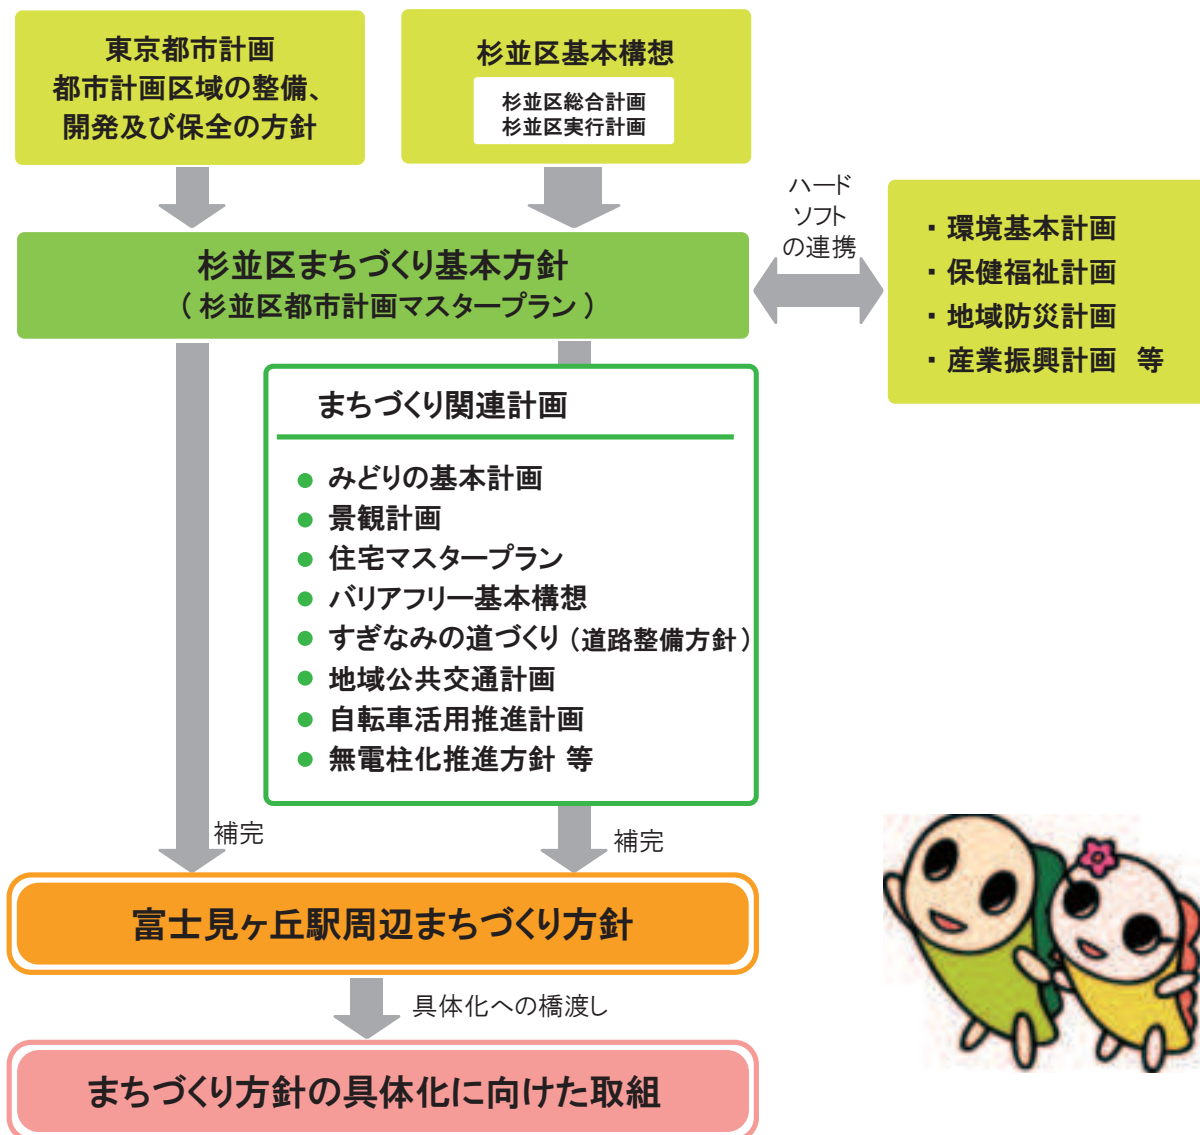 東京都市計画
都市計画区域の整備、
開発及び保全の方針
杉並区基本構想
杉並区総合計画
杉並区実行計画
杉並区まちづくり基本方針
（杉並区都市計画マスタープラン）
ハード
ソフト
の連携
・環境基本計画
・保健福祉計画
・地域防災計画
・産業振興計画　等
まちづくり関連計画
● みどりの基本計画
● 景観計画
● 住宅マスタープラン
● バリアフリー基本構想
● すぎなみの道づくり（道路整備方針）
● 地域公共交通計画
● 自転車活用推進計画
● 無電柱化推進方針 等
補完
補完
富士見ヶ丘駅周辺まちづくり方針
具体化への橋渡し
まちづくり方針の具体化に向けた取組